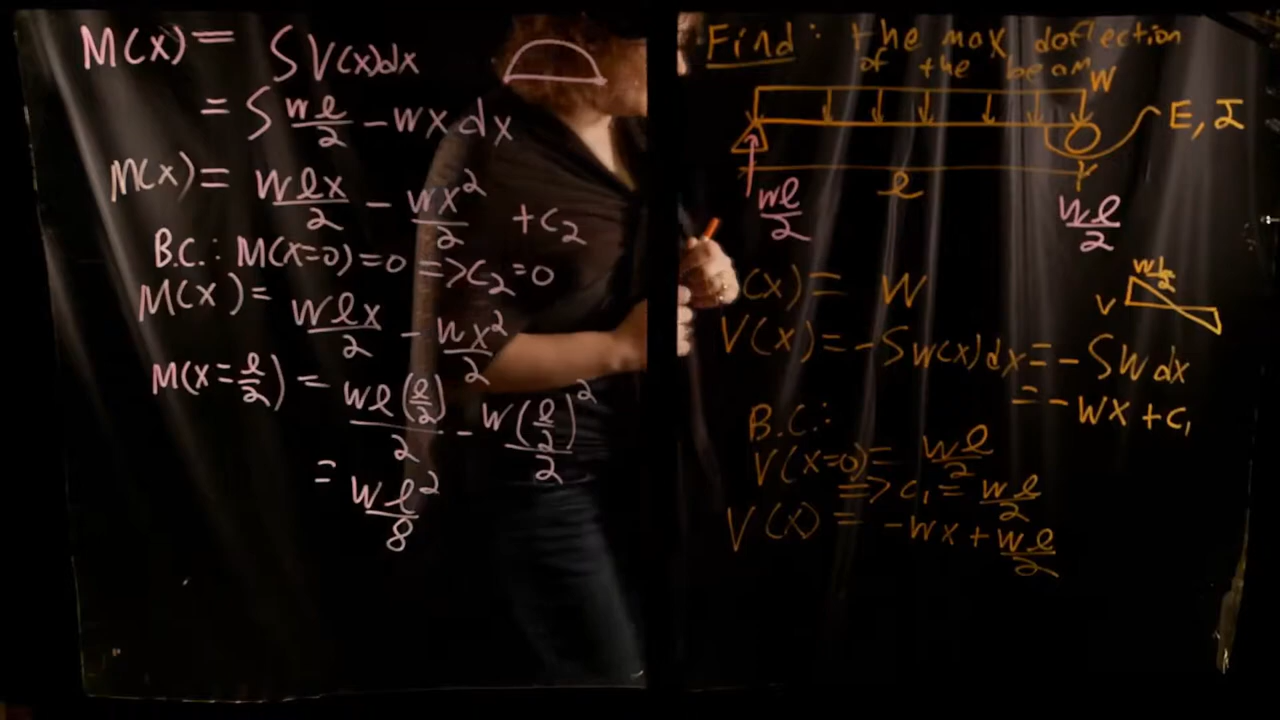 M(x) = ∫V(x)dx
= ∫ wℓ/2 - wx dx
M(x) = wℓx/2 - wx²/2 + c₂
B.C.: M(x=0)=0 => c₂=0
M(x) = wℓx/2 - wx²/2
M(x=ℓ/2) = wℓ(ℓ/2)/2 - w(ℓ/2)²/2
= wℓ²/8
Find: the max deflection
of the beam
w
E, I
ℓ
wℓ/2
wℓ/2
(x) = w
wL/2
V
V(x) = -∫w(x)dx = -∫w dx
= -wx + c₁
B.C.:
V(x=0) = wℓ/2
=> c₁ = wℓ/2
V(x) = -wx + wℓ/2